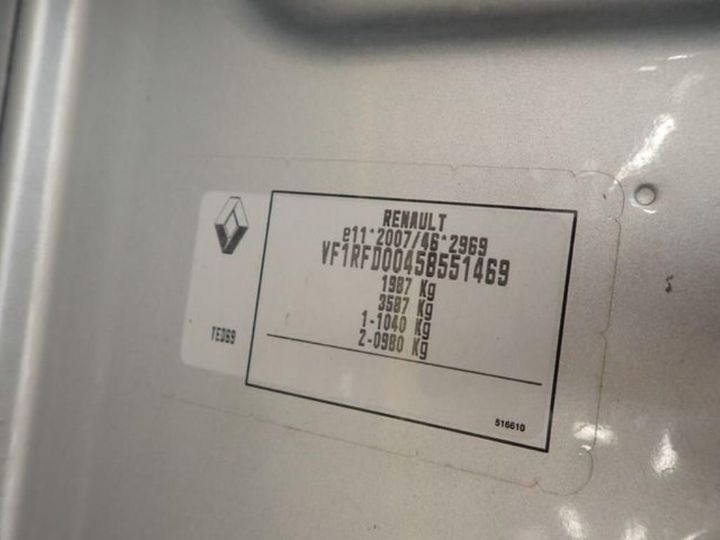 RENAULT
e11*2007/46*2969
VF1RFD00458551469
1987 Kg
3587 Kg
1-1040 Kg
2-0980 Kg
TED69
516610